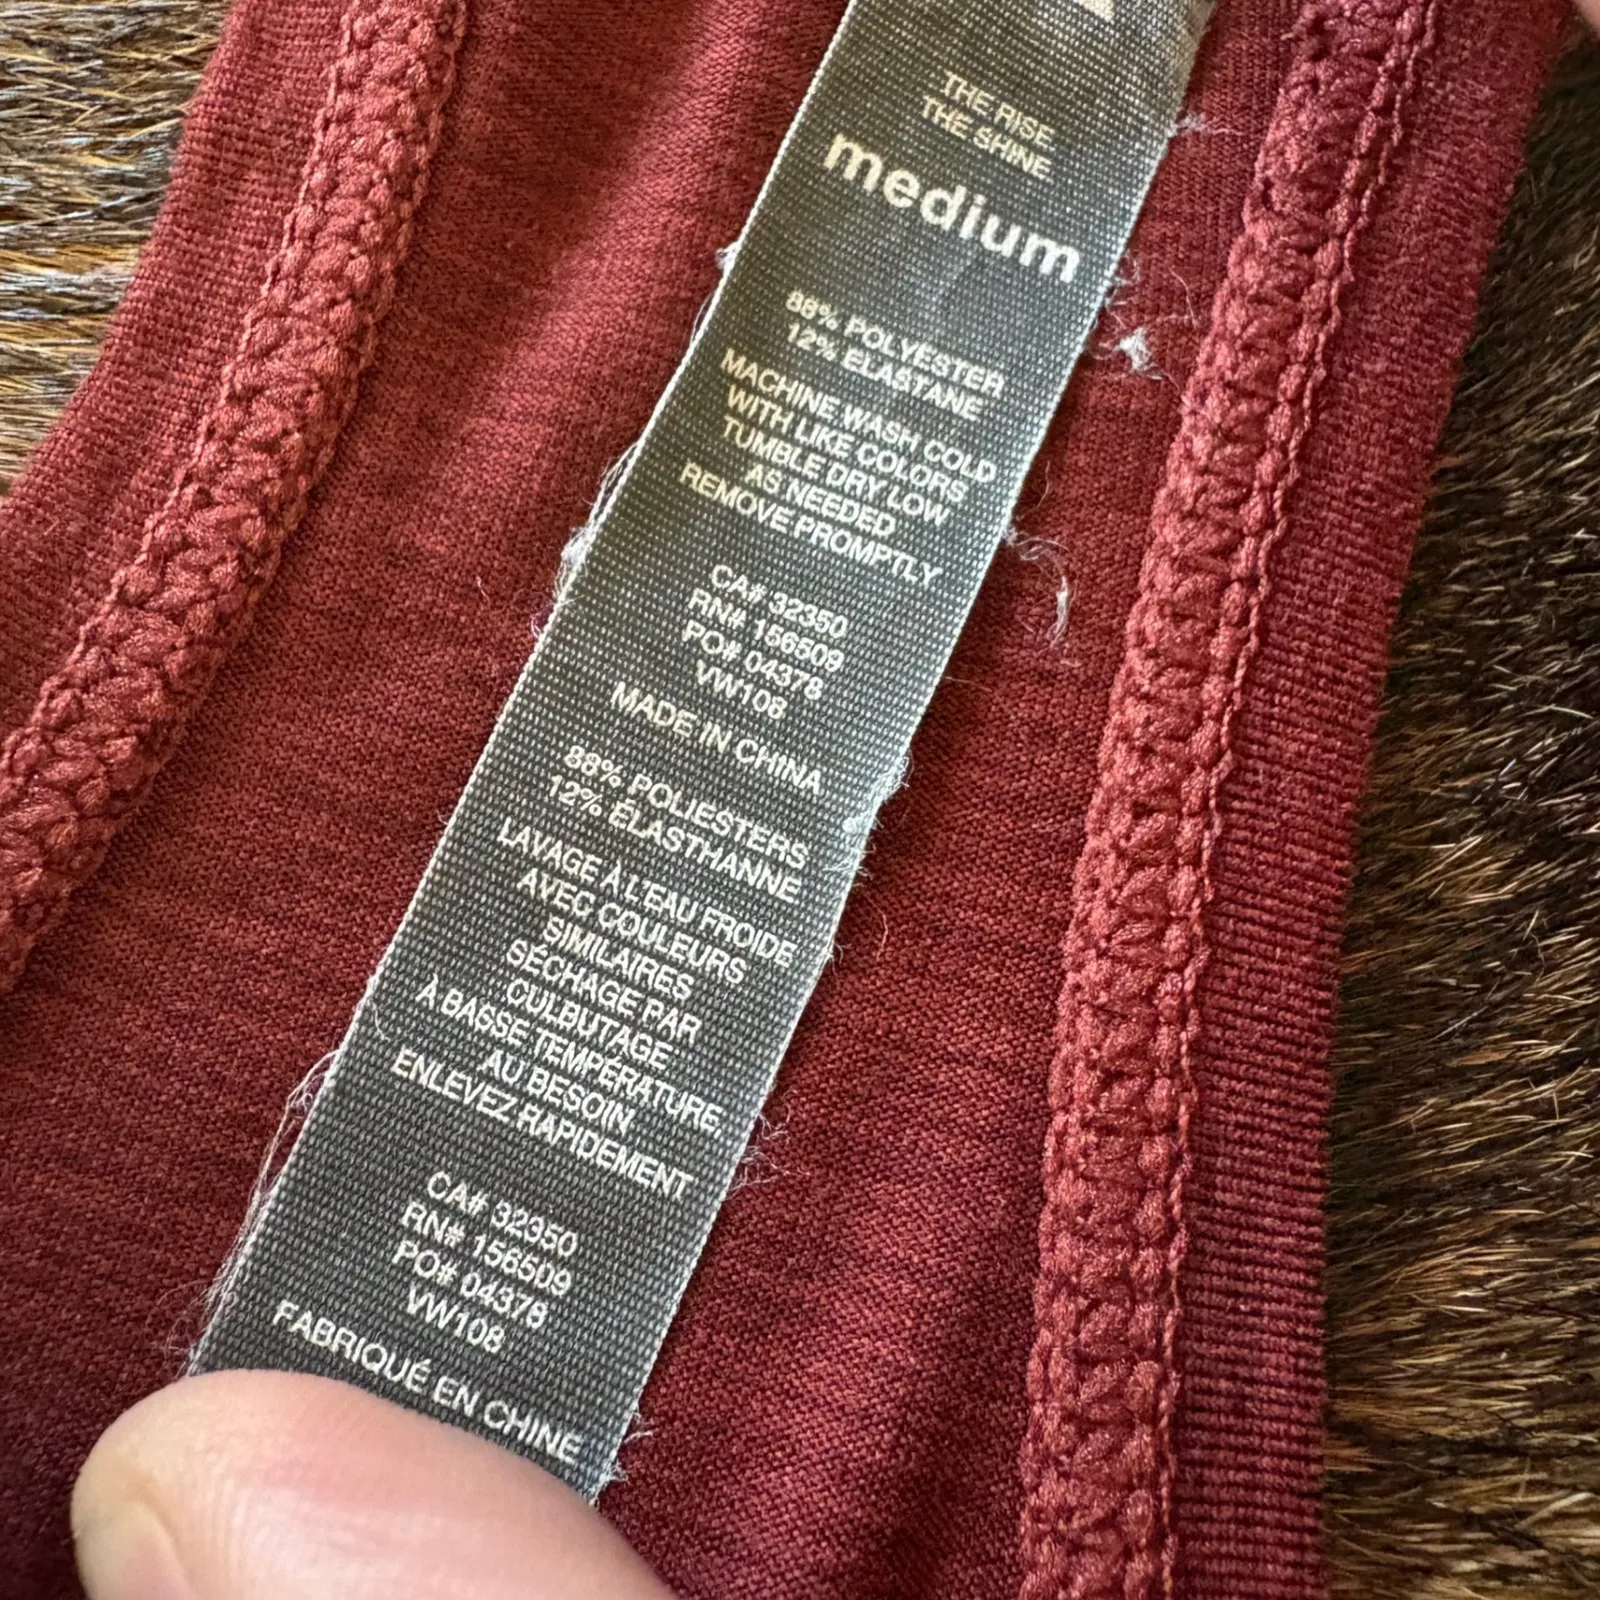 THE RISE
THE SHINE
medium
88% POLYESTER
12% ELASTANE
MACHINE WASH COLD
WITH LIKE COLORS
TUMBLE DRY LOW
AS NEEDED
REMOVE PROMPTLY
CA# 32350
RN# 156509
PO# 04378
VW108
MADE IN CHINA
88% POLIESTERS
12% ÉLASTHANNE
LAVAGE À L'EAU FROIDE
AVEC COULEURS
SIMILAIRES
SÉCHAGE PAR
CULBUTAGE
À BASSE TEMPÉRATURE,
AU BESOIN,
ENLEVEZ RAPIDEMENT
CA# 32350
RN# 156509
PO# 04378
VW108
FABRIQUÉ EN CHINE